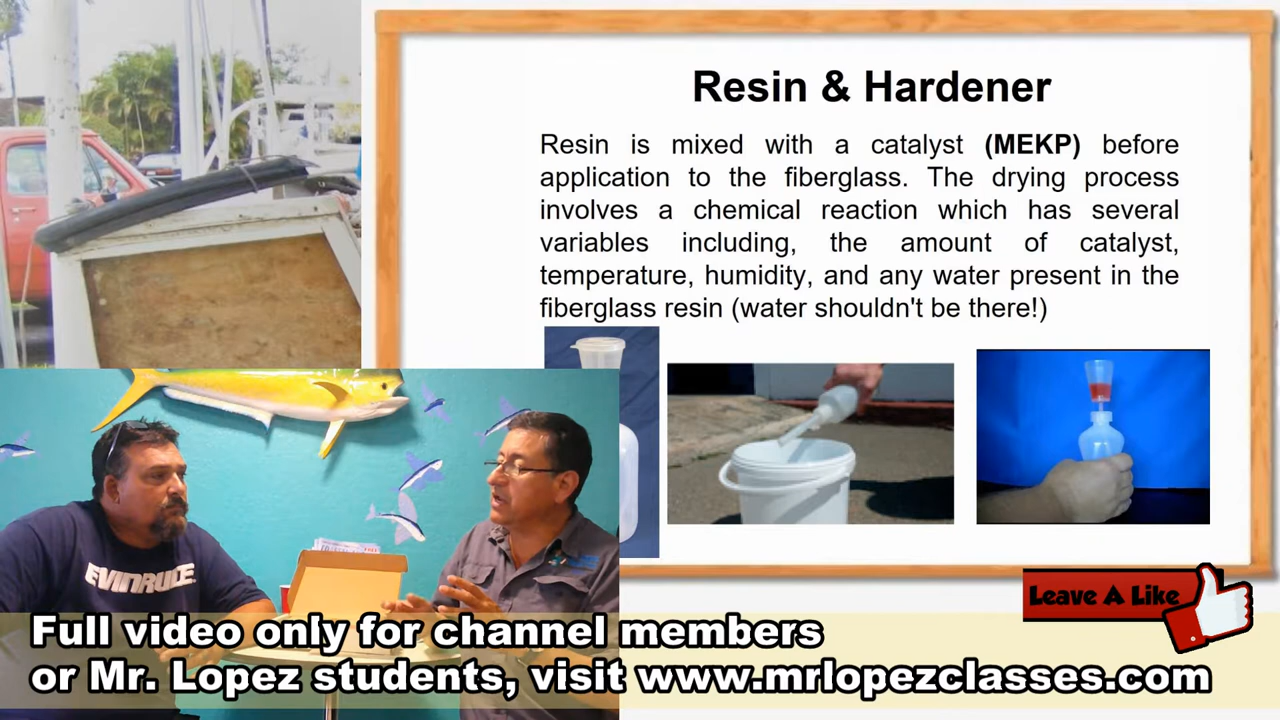 Resin & Hardener
Resin is mixed with a catalyst (MEKP) before
application to the fiberglass. The drying process
involves a chemical reaction which has several
variables including, the amount of catalyst,
temperature, humidity, and any water present in the
fiberglass resin (water shouldn't be there!)
EVINRUDE
Leave A Like
Full video only for channel members
or Mr. Lopez students, visit www.mrlopezclasses.com